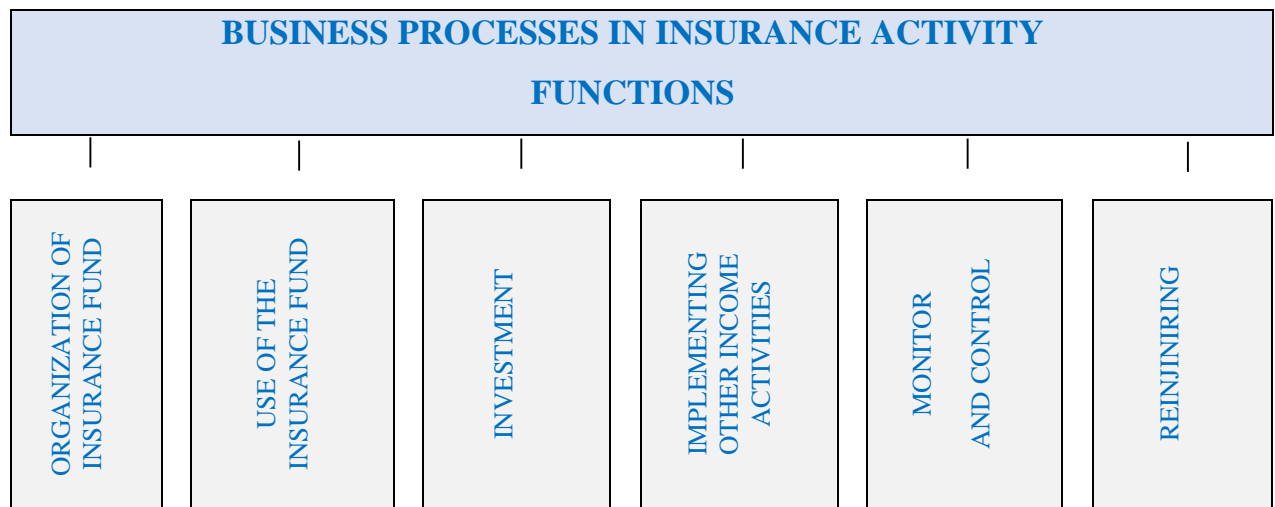 BUSINESS PROCESSES IN INSURANCE ACTIVITY
FUNCTIONS
ORGANIZATION OF
INSURANCE FUND
USE OF THE
INSURANCE FUND
INVESTMENT
IMPLEMENTING
OTHER INCOME
ACTIVITIES
MONITOR
AND CONTROL
REINJINIRING